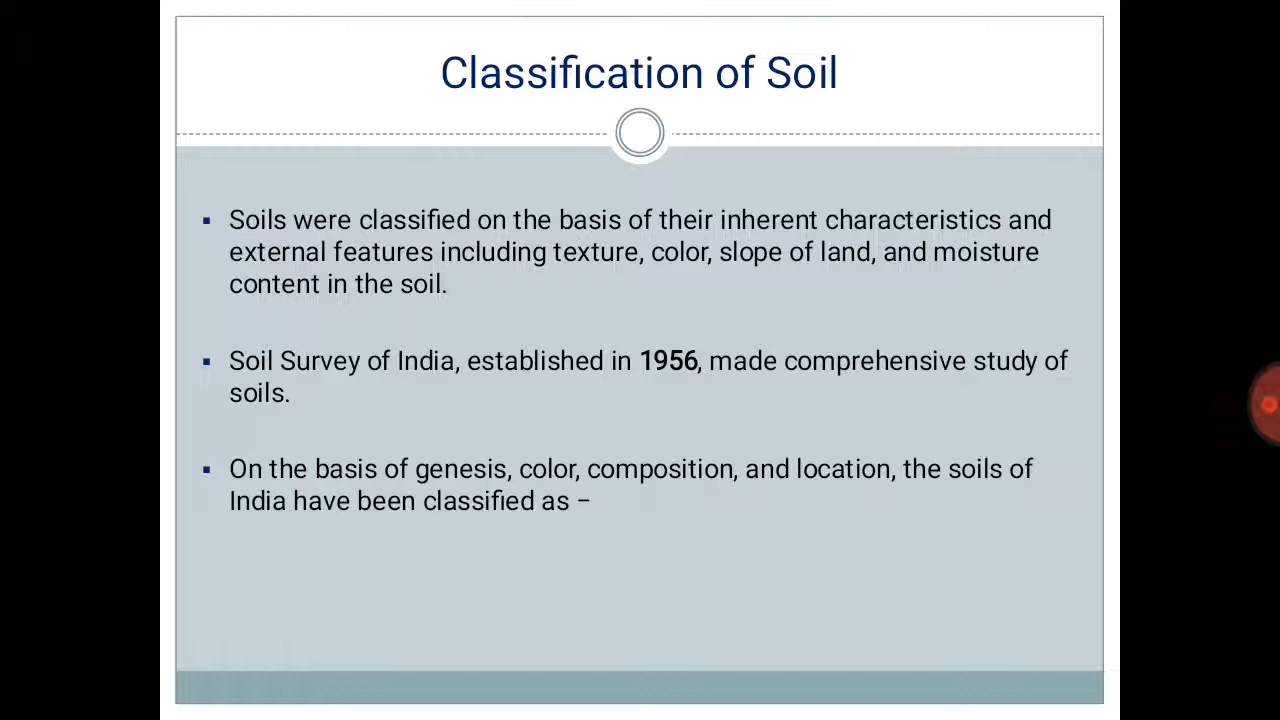 Classification of Soil
▪ Soils were classified on the basis of their inherent characteristics and
external features including texture, color, slope of land, and moisture
content in the soil.
▪ Soil Survey of India, established in 1956, made comprehensive study of
soils.
▪ On the basis of genesis, color, composition, and location, the soils of
India have been classified as −